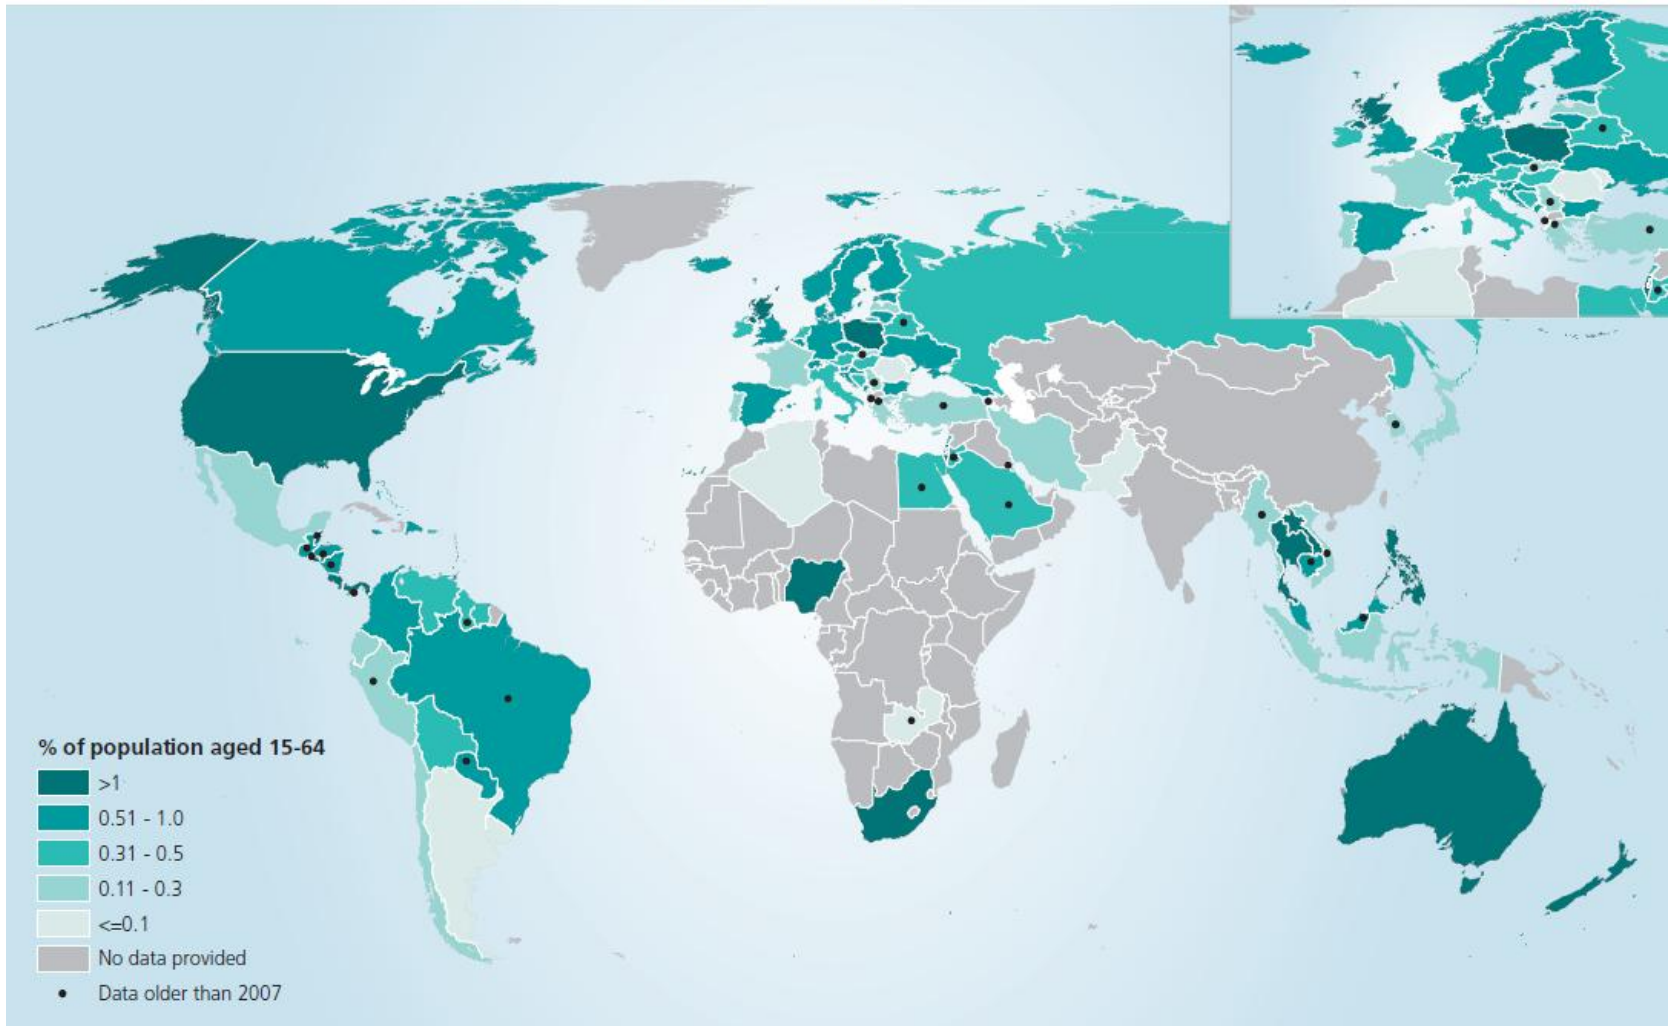 % of population aged 15-64
>1
0.51 - 1.0
0.31 - 0.5
0.11 - 0.3
<=0.1
No data provided
Data older than 2007